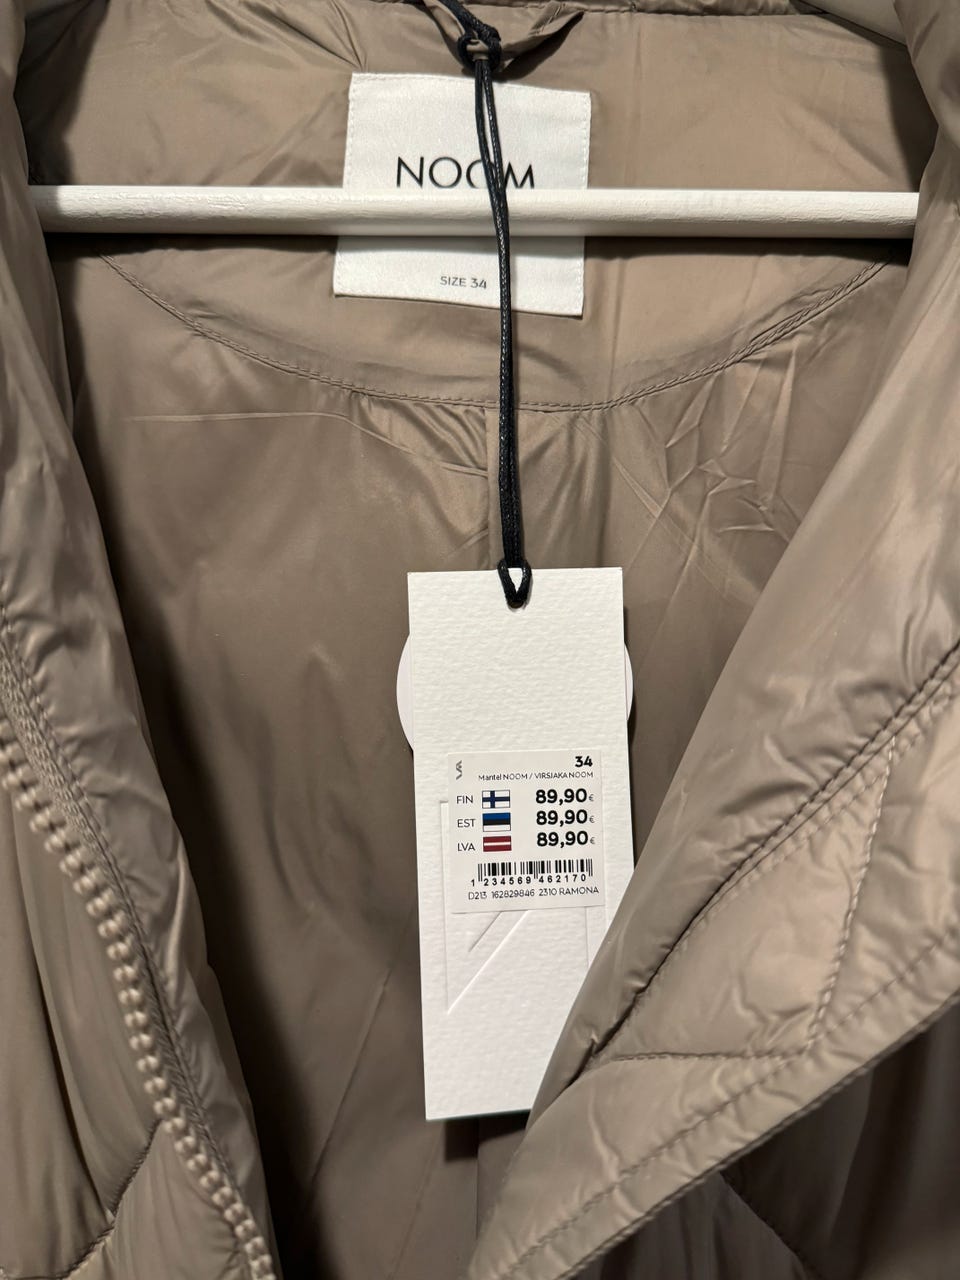 NOOM
SIZE 34
34
Mantel NOOM / VIRSJAKA NOOM
FIN 89,90€
EST 89,90€
LVA 89,90€
1 234569 462170
D213 162829846 2310 RAMONA